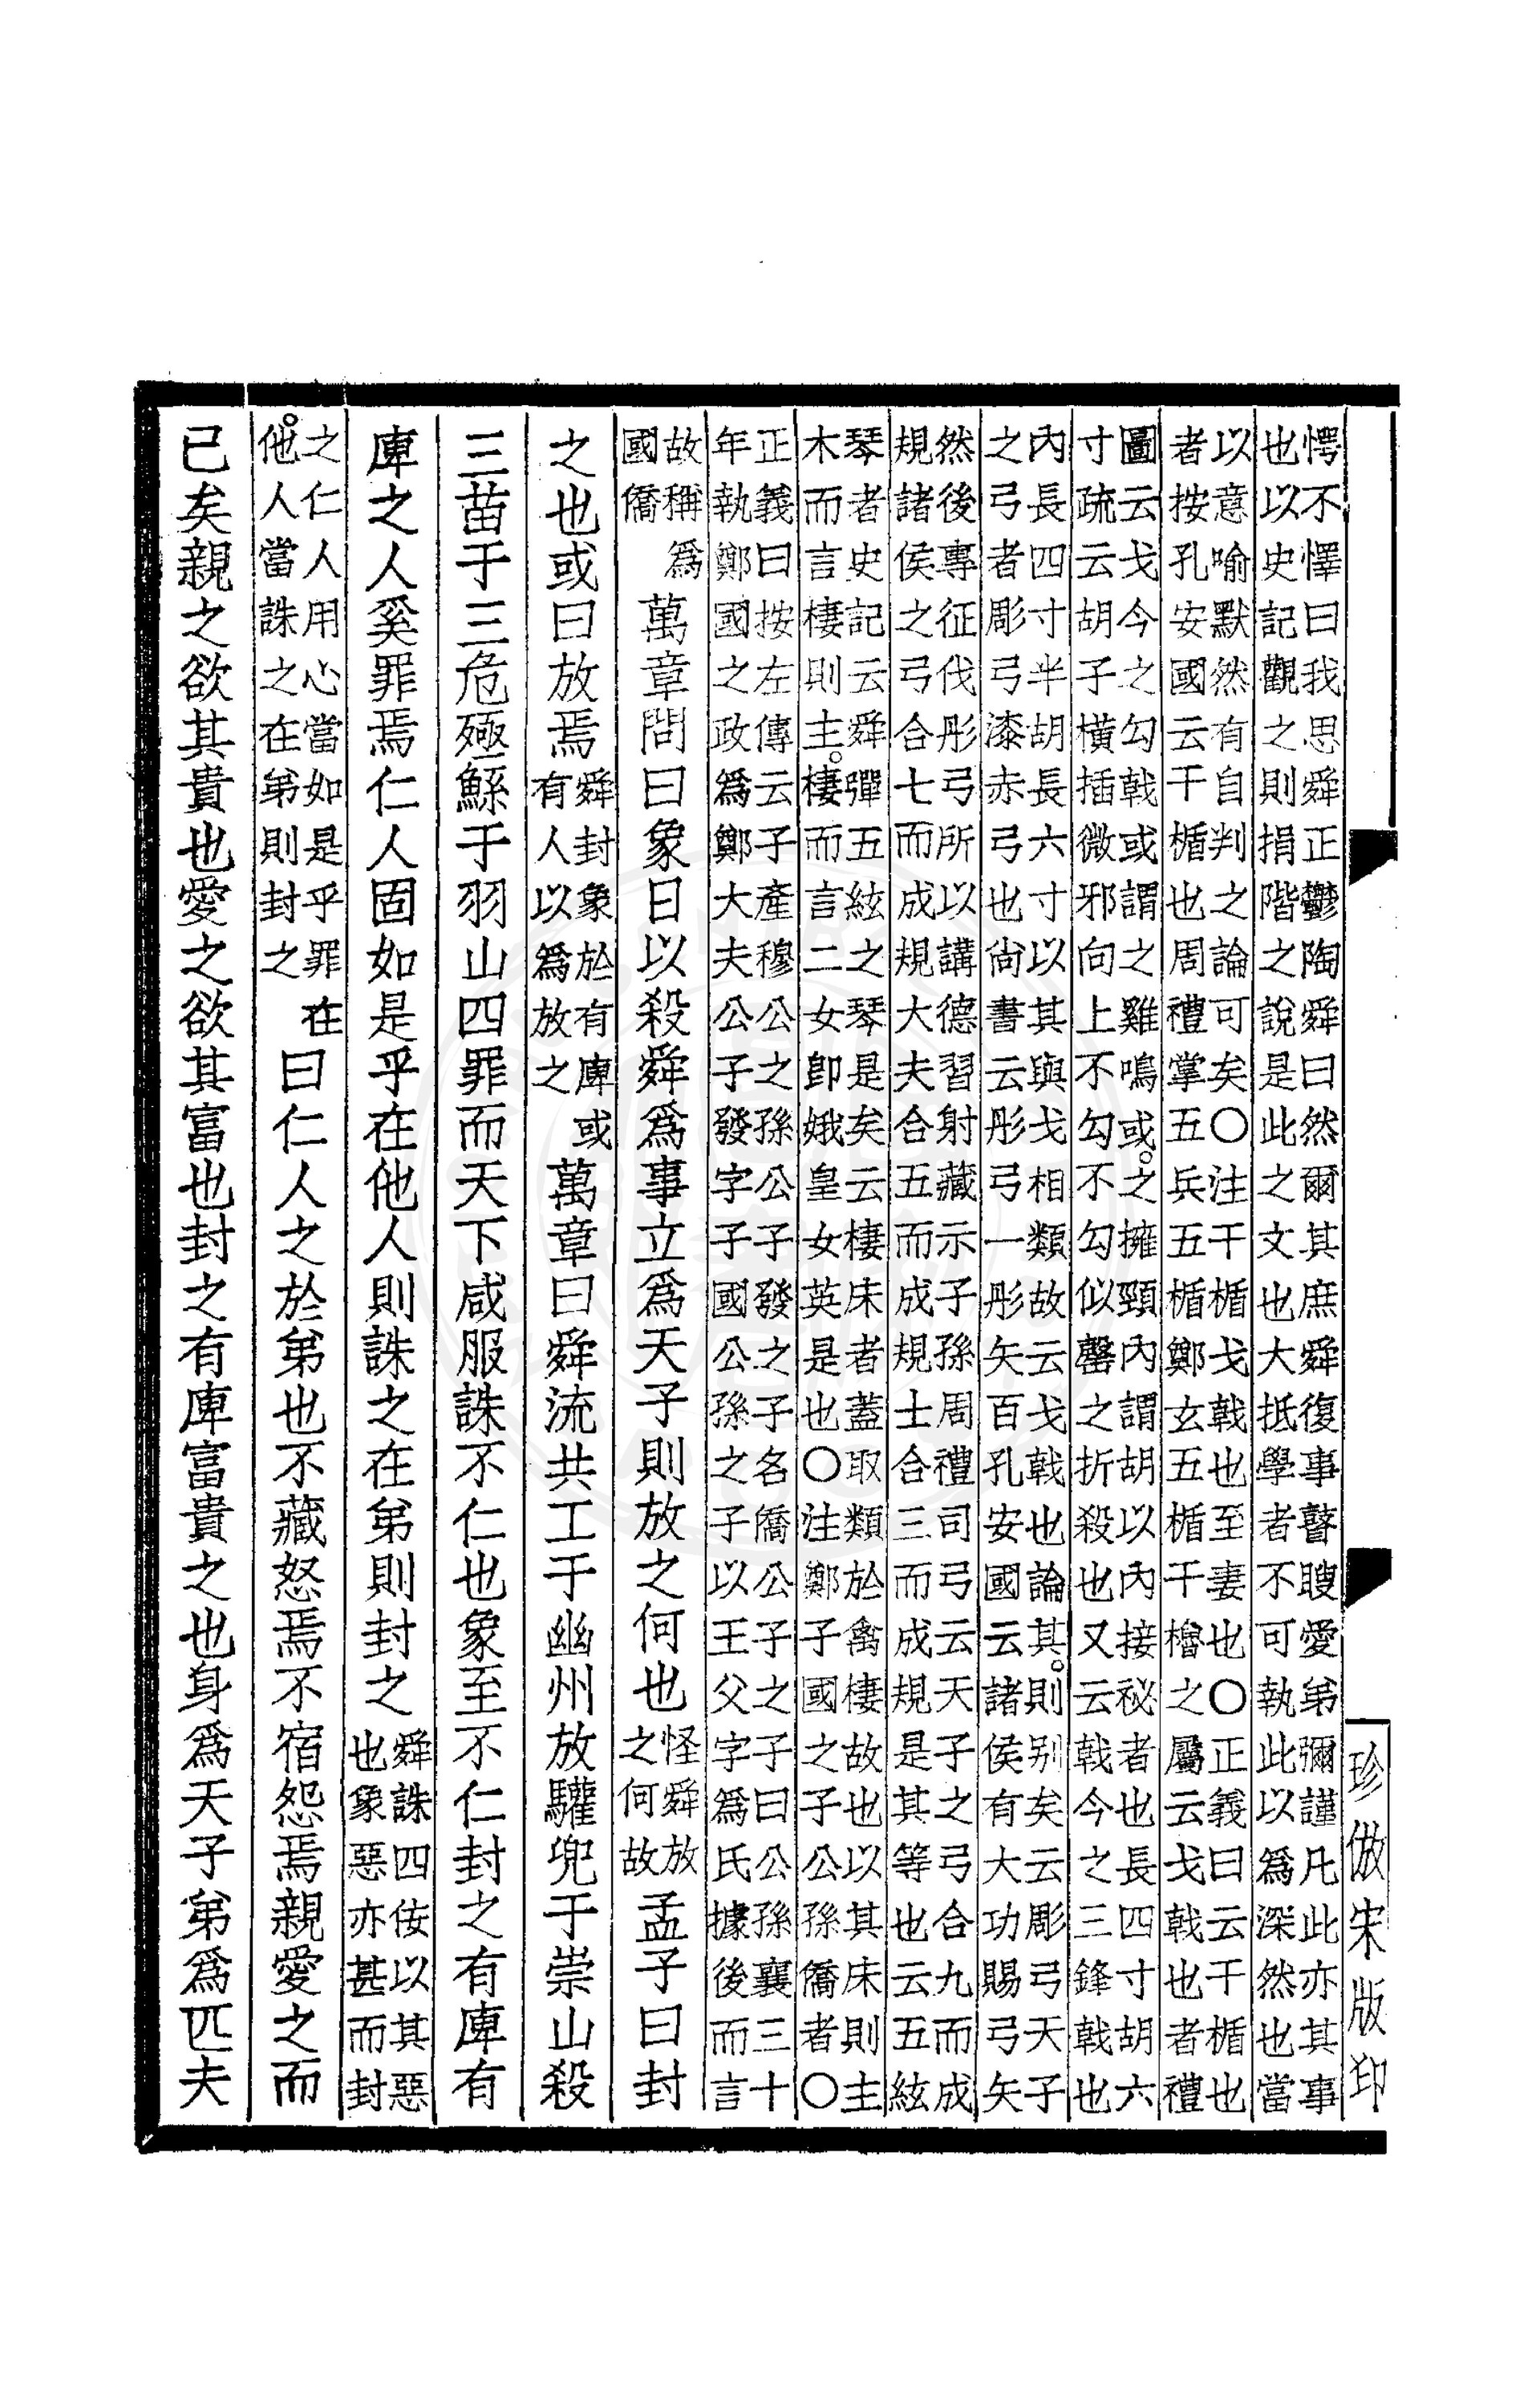 愕不懌曰我思舜正鬱陶舜曰然爾其庶舜復事瞽瞍愛弟彌謹凡此亦其事
也以史記觀之則捐階之說是此之文也大抵學者不可執此以為深然也當
以意喻默然有自判之論可矣〇注干楯戈戟也至妻也〇正義曰云干楯也
者按孔安國云干楯也周禮掌五兵五楯鄭玄五楯干櫓之屬云戈戟也者禮
圖云戈今之勾戟或謂之雞鳴或。之擁頸內謂胡以內接柲者也長四寸胡六
寸疏云胡子橫插微邪向上不勾不勾似磬之折殺也又云戟今之三鋒戟也
內長四寸半胡長六寸以其與戈相類故云戈戟也論其。則別矣云彫弓天子
之弓者彫弓漆赤弓也尚書云彤弓一彤矢百孔安國云諸侯有大功賜弓矢
然後專征伐彤弓所以講德習射藏示子孫周禮司弓云天子之弓合九而成
規諸侯之弓合七而成規大夫合五而成規士合三而成規是其等也云五絃
琴者史記云舜彈五絃之琴是矣云棲床者蓋取類於禽棲故也以其床則主
木而言棲則主。棲而言二女卽娥皇女英是也〇注鄭子國之子公孫僑者〇
正義曰按左傳云子產穆公之孫公子發之子名僑公子之子曰公孫襄三十
年執鄭國之政為鄭大夫公子發字子國公孫之子以王父字為氏據後而言
故稱為
國僑
萬章問曰象日以殺舜為事立為天子則放之何也
怪舜放
之何故
孟子曰封
之也或曰放焉
舜封象於有庳或
有人以為放之
萬章曰舜流共工于幽州放驩兜于崇山殺
三苗于三危殛鯀于羽山四罪而天下咸服誅不仁也象至不仁封之有庳有
庳之人奚罪焉仁人固如是乎在他人則誅之在弟則封之
舜誅四佞以其惡
也象惡亦甚而封
之仁人用心當如是乎罪在
他。人當誅之在弟則封之
曰仁人之於弟也不藏怒焉不宿怨焉親愛之而
已矣親之欲其貴也愛之欲其富也封之有庳富貴之也身為天子弟為匹夫
珍倣宋版印